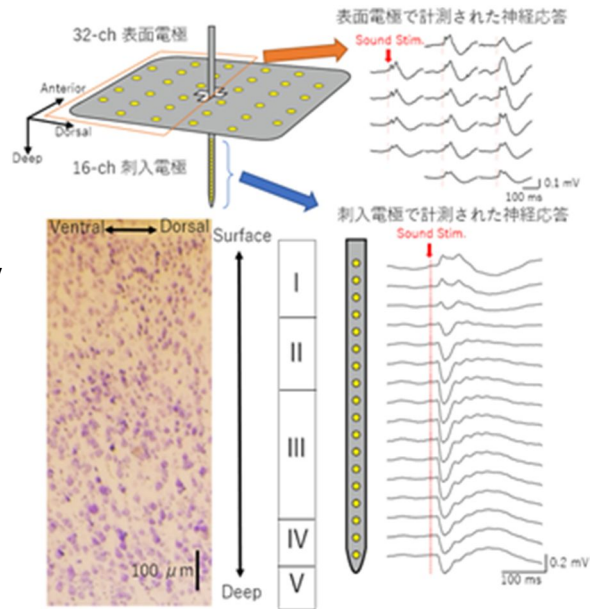 32-ch 表面電極
表面電極で計測された神経応答
Sound Stim.
Anterior
Dorsal
Deep
16-ch 刺入電極
0.1 mV
100 ms
刺入電極で計測された神経応答
Ventral
Dorsal
Surface
Sound Stim.
I
II
III
IV
V
100 μm
Deep
0.2 mV
100 ms